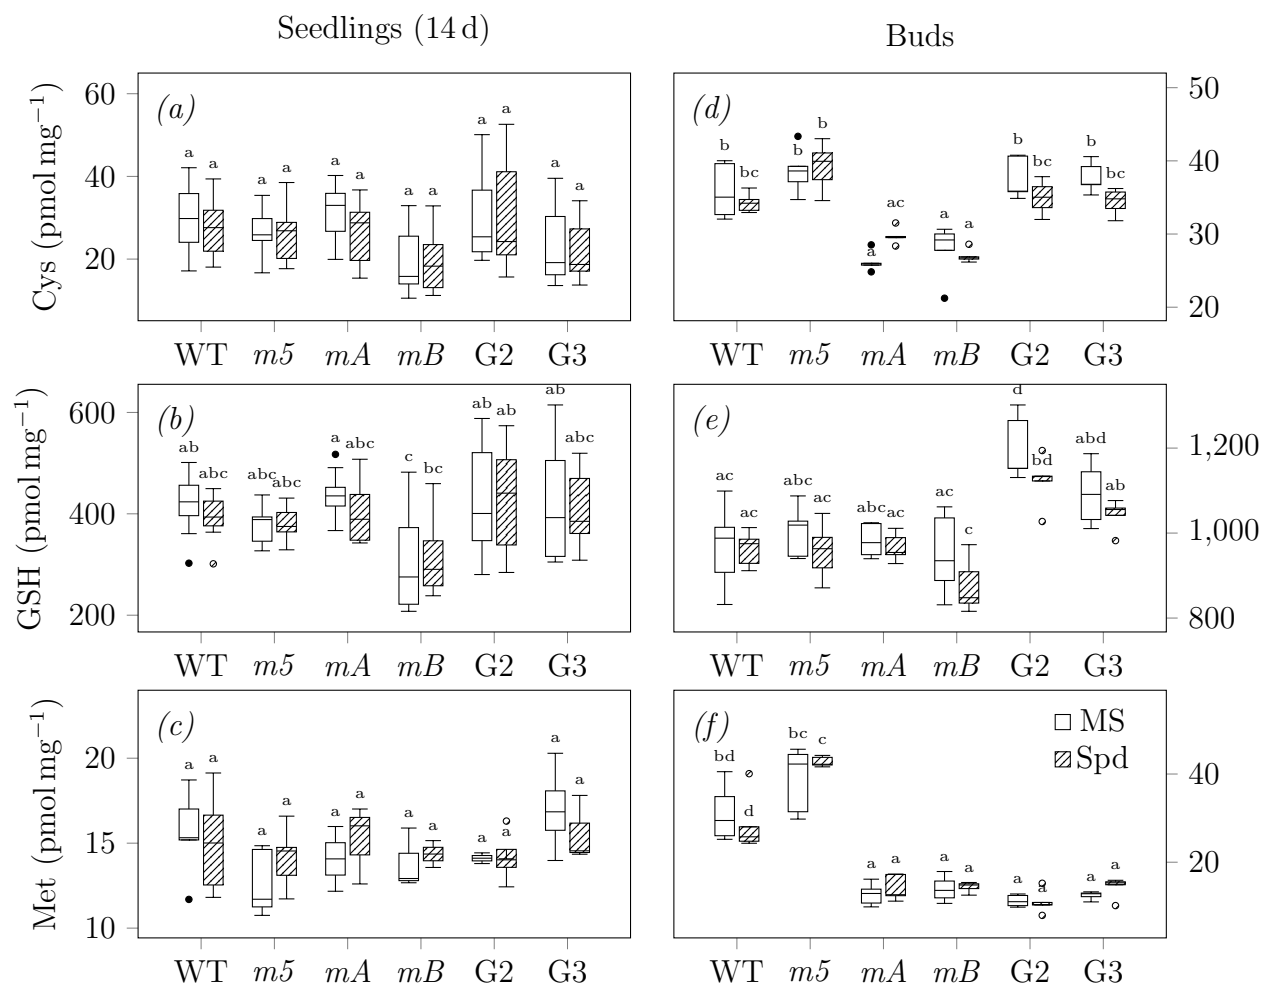 Seedlings (14 d)
Buds
Cys (pmol mg−1)
60
40
20
(a)
a a a a a a a a a a a a
WT m5 mA mB G2 G3
(d)
b bc b b a ac a a b bc b bc
50
40
30
20
WT m5 mA mB G2 G3
GSH (pmol mg−1)
600
400
200
(b)
ab abc abc abc a abc c bc ab ab ab abc
WT m5 mA mB G2 G3
(e)
ac ac abc ac abc ac ac c d bd abd ab
1,200
1,000
800
WT m5 mA mB G2 G3
Met (pmol mg−1)
20
15
10
(c)
a a a a a a a a a a a a
WT m5 mA mB G2 G3
(f)
bd d bc c a a a a a a a a
MS
Spd
40
20
WT m5 mA mB G2 G3